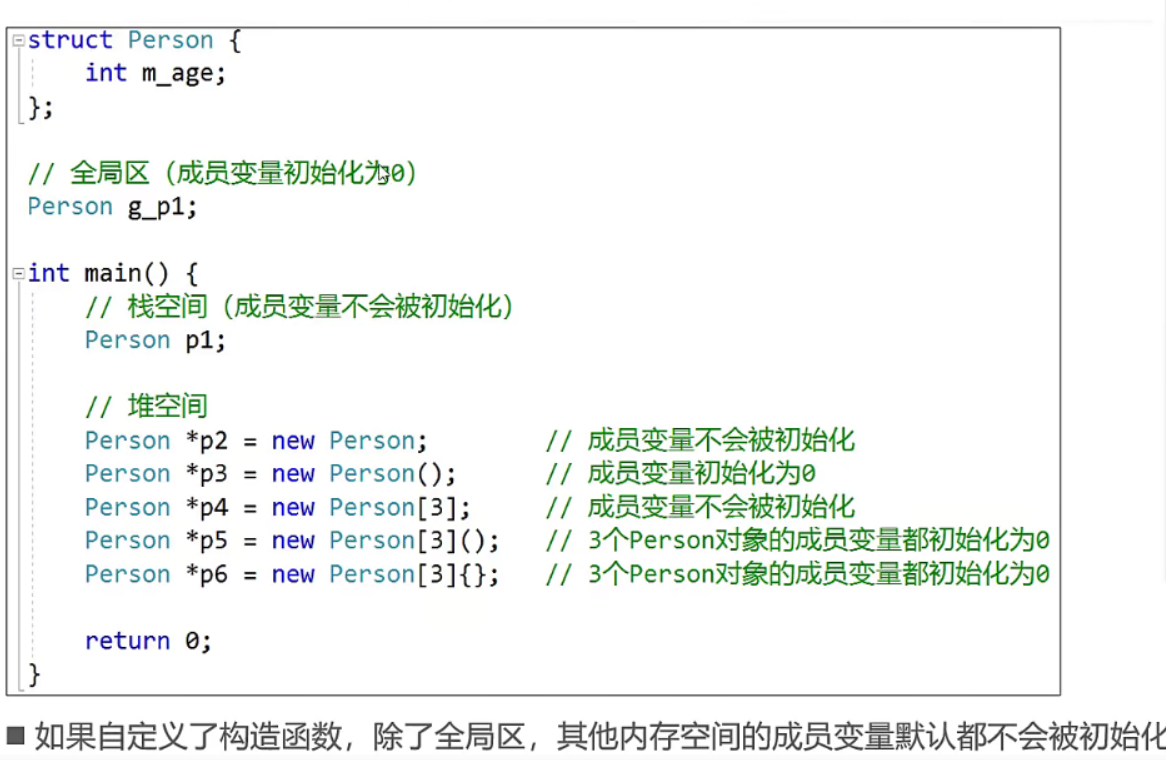 struct Person {
int m_age;
};
// 全局区（成员变量初始化为0）
Person g_p1;
int main() {
// 栈空间（成员变量不会被初始化）
Person p1;
// 堆空间
Person *p2 = new Person; // 成员变量不会被初始化
Person *p3 = new Person(); // 成员变量初始化为0
Person *p4 = new Person[3]; // 成员变量不会被初始化
Person *p5 = new Person[3](); // 3个Person对象的成员变量都初始化为0
Person *p6 = new Person[3]{}; // 3个Person对象的成员变量都初始化为0
return 0;
}
■ 如果自定义了构造函数，除了全局区，其他内存空间的成员变量默认都不会被初始化